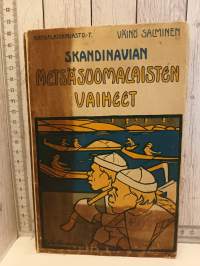 KANSALAISKIRJASTO.-7. VÄINÖ SALMINEN
SKANDINAVIAN
METSÄSUOMALAISTEN
VAIHEET